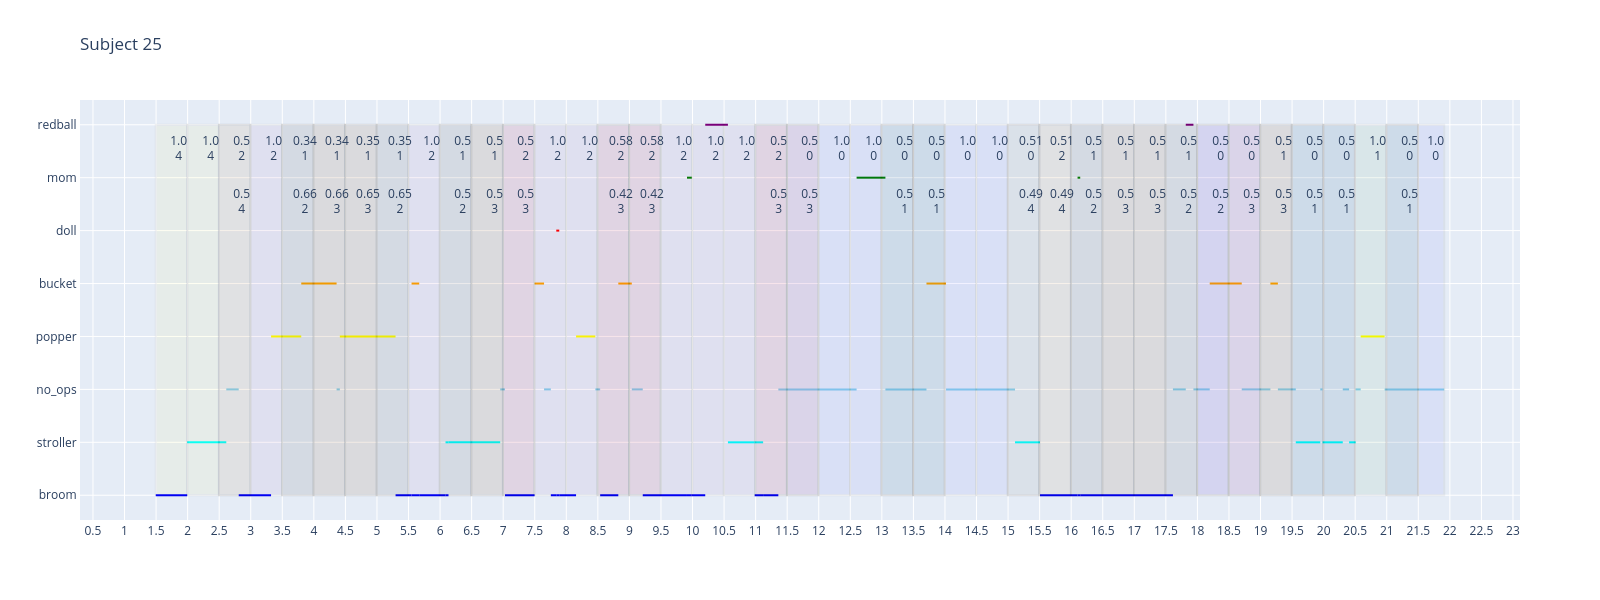 Subject 25
redball
1.0 1.0 0.5 1.0 0.34 0.34 0.35 0.35 1.0 0.5 0.5 0.5 1.0 1.0 0.58 0.58 1.0 1.0 1.0 0.5 0.5 1.0 1.0 0.5 0.5 1.0 1.0 0.51 0.51 0.5 0.5 0.5 0.5 0.5 0.5 0.5 0.5 0.5 1.0 0.5 1.0
4 4 2 2 1 1 1 1 2 1 1 2 2 2 2 2 2 2 2 2 0 0 0 0 0 0 0 0 2 1 1 1 1 0 0 1 0 0 1 0 0
mom
0.5 0.66 0.66 0.65 0.65 0.5 0.5 0.5 0.42 0.42 0.5 0.5 0.5 0.5 0.49 0.49 0.5 0.5 0.5 0.5 0.5 0.5 0.5 0.5 0.5 0.5
4 2 3 3 2 2 3 3 3 3 3 3 1 1 4 4 2 3 3 2 2 3 3 1 1 1
doll
bucket
popper
no_ops
stroller
broom
0.5 1 1.5 2 2.5 3 3.5 4 4.5 5 5.5 6 6.5 7 7.5 8 8.5 9 9.5 10 10.5 11 11.5 12 12.5 13 13.5 14 14.5 15 15.5 16 16.5 17 17.5 18 18.5 19 19.5 20 20.5 21 21.5 22 22.5 23